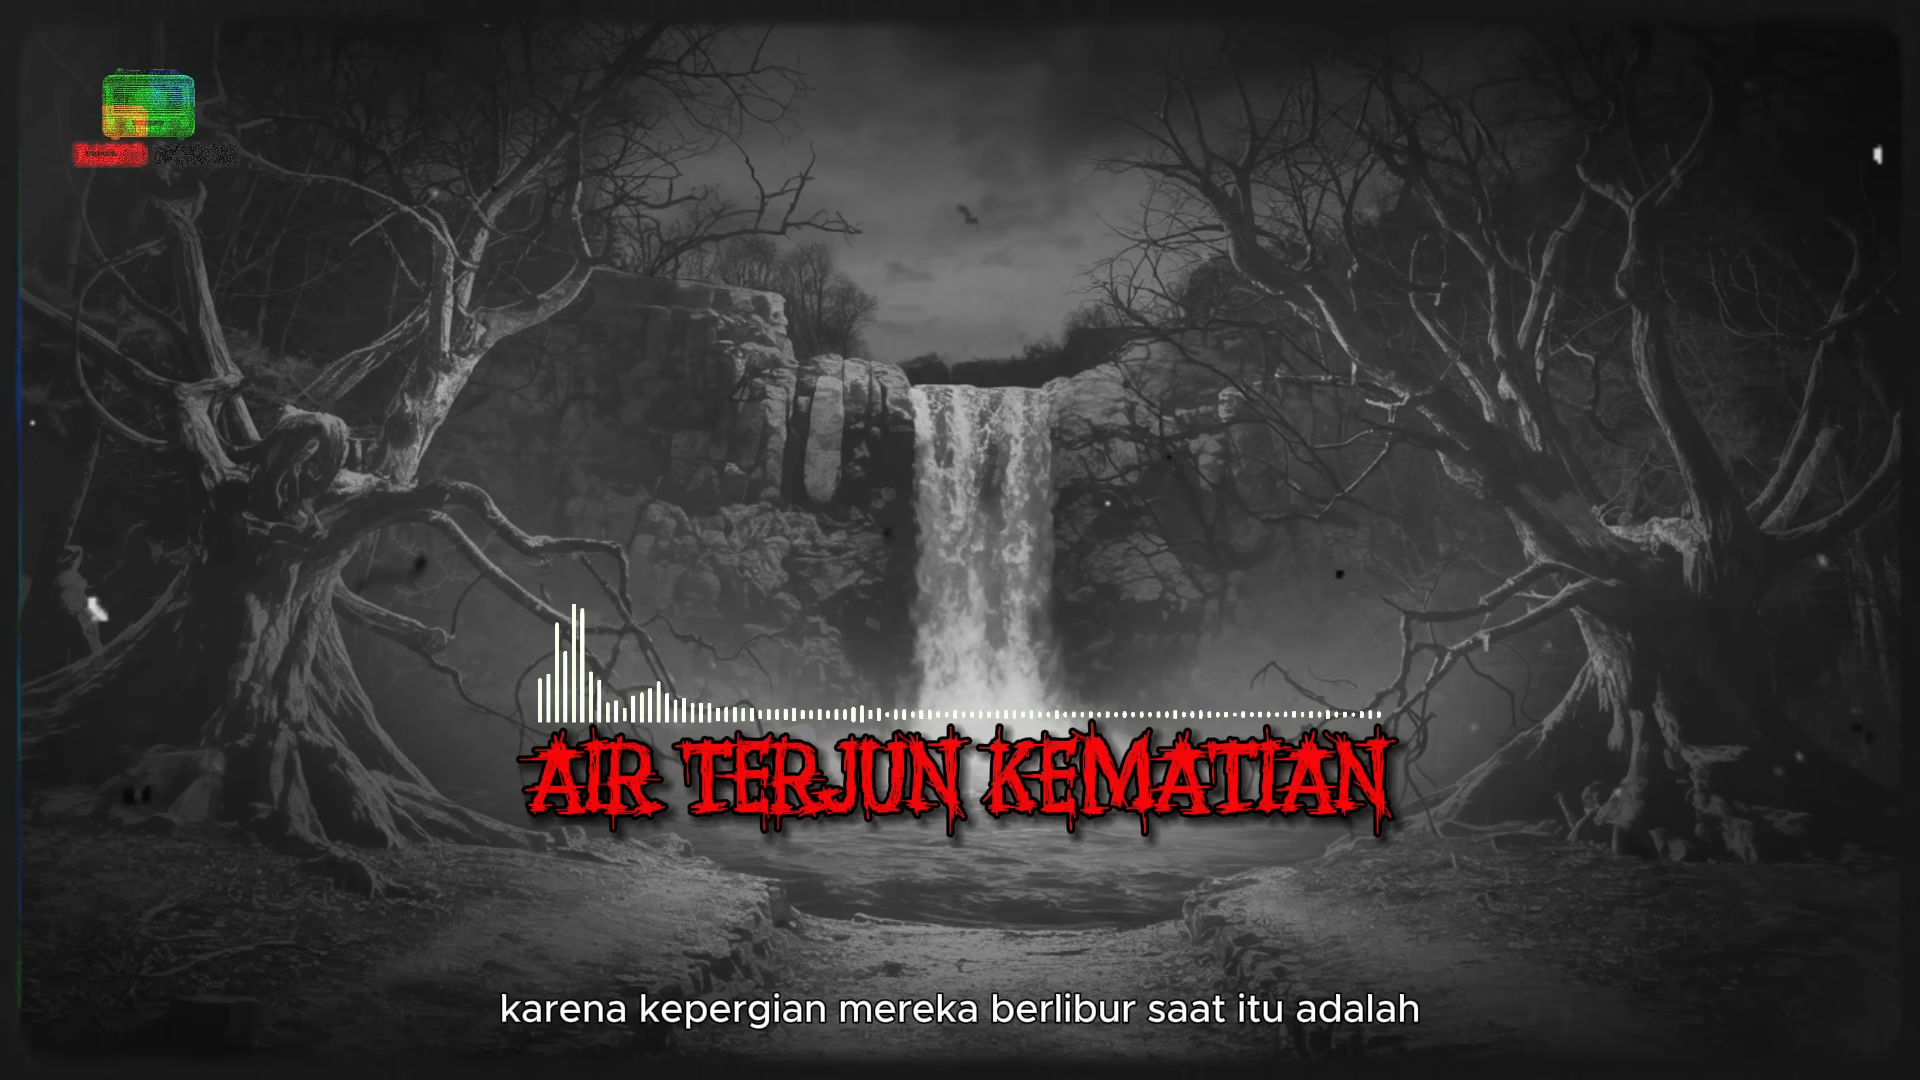 AIR TERJUN KEMATIAN
karena kepergian mereka berlibur saat itu adalah